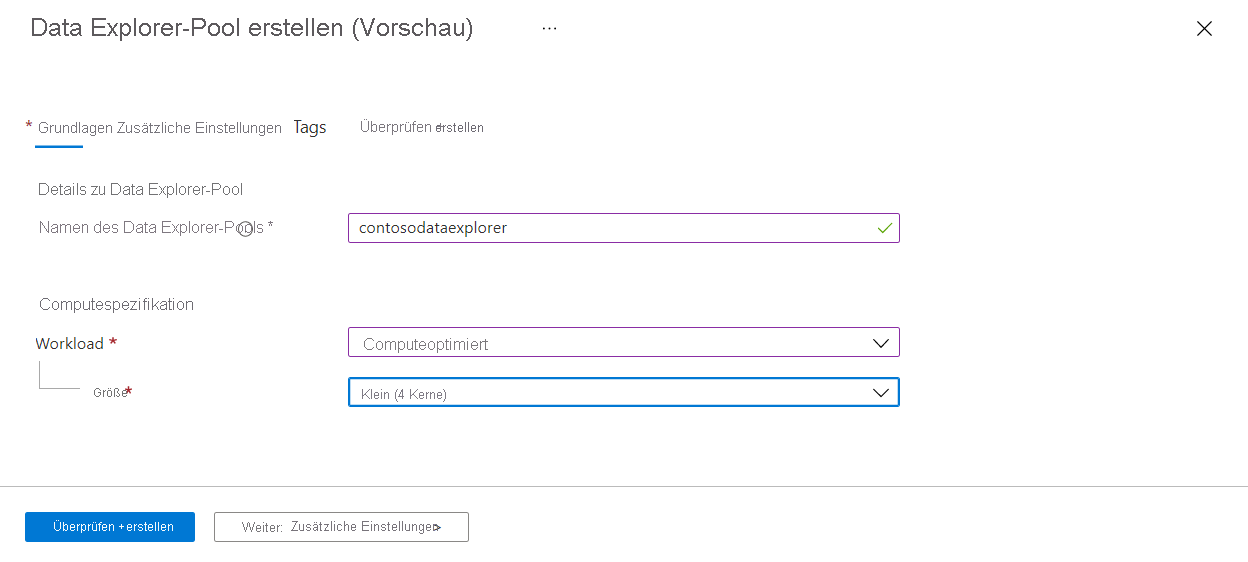 Data Explorer-Pool erstellen (Vorschau) ...
* Grundlagen Zusätzliche Einstellungen Tags Überprüfen + erstellen
Details zu Data Explorer-Pool
Namen des Data Explorer-Pools * contosodataexplorer
Computespezifikation
Workload * Computeoptimiert
Größe * Klein (4 Kerne)
Überprüfen + erstellen Weiter: Zusätzliche Einstellungen >